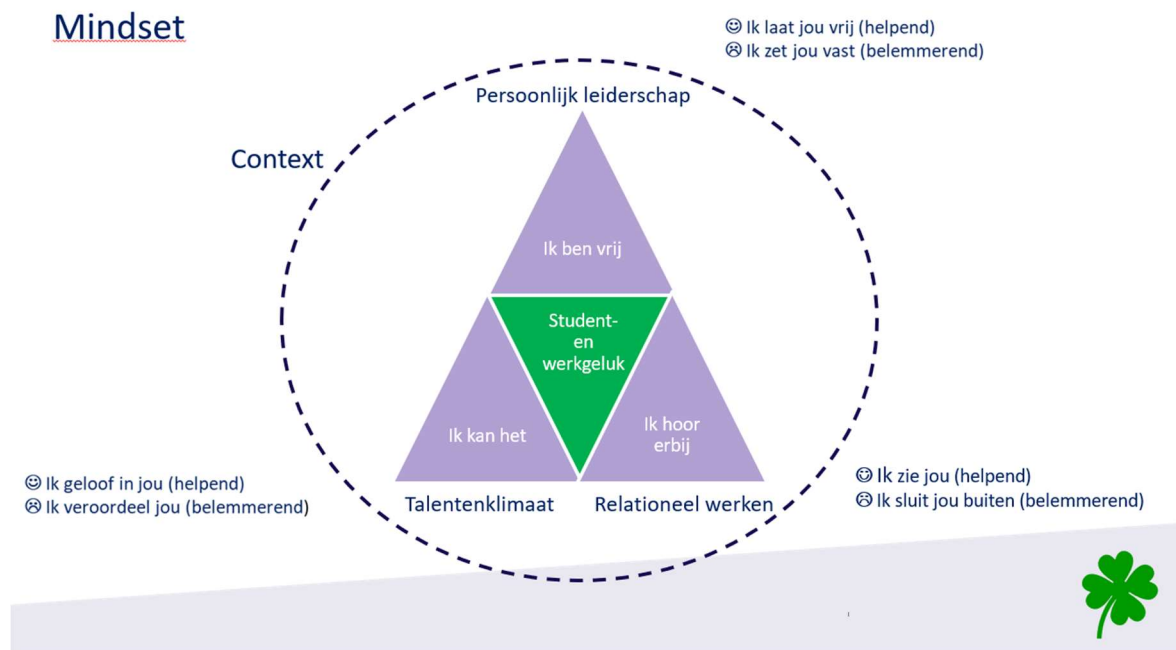 Mindset
☺ Ik laat jou vrij (helpend)
☹ Ik zet jou vast (belemmerend)
Persoonlijk leiderschap
Context
Ik ben vrij
Student-
en
werkgeluk
Ik kan het
Ik hoor
erbij
☺ Ik geloof in jou (helpend)
☹ Ik veroordeel jou (belemmerend)
Talentenklimaat
Relationeel werken
☺ Ik zie jou (helpend)
☹ Ik sluit jou buiten (belemmerend)